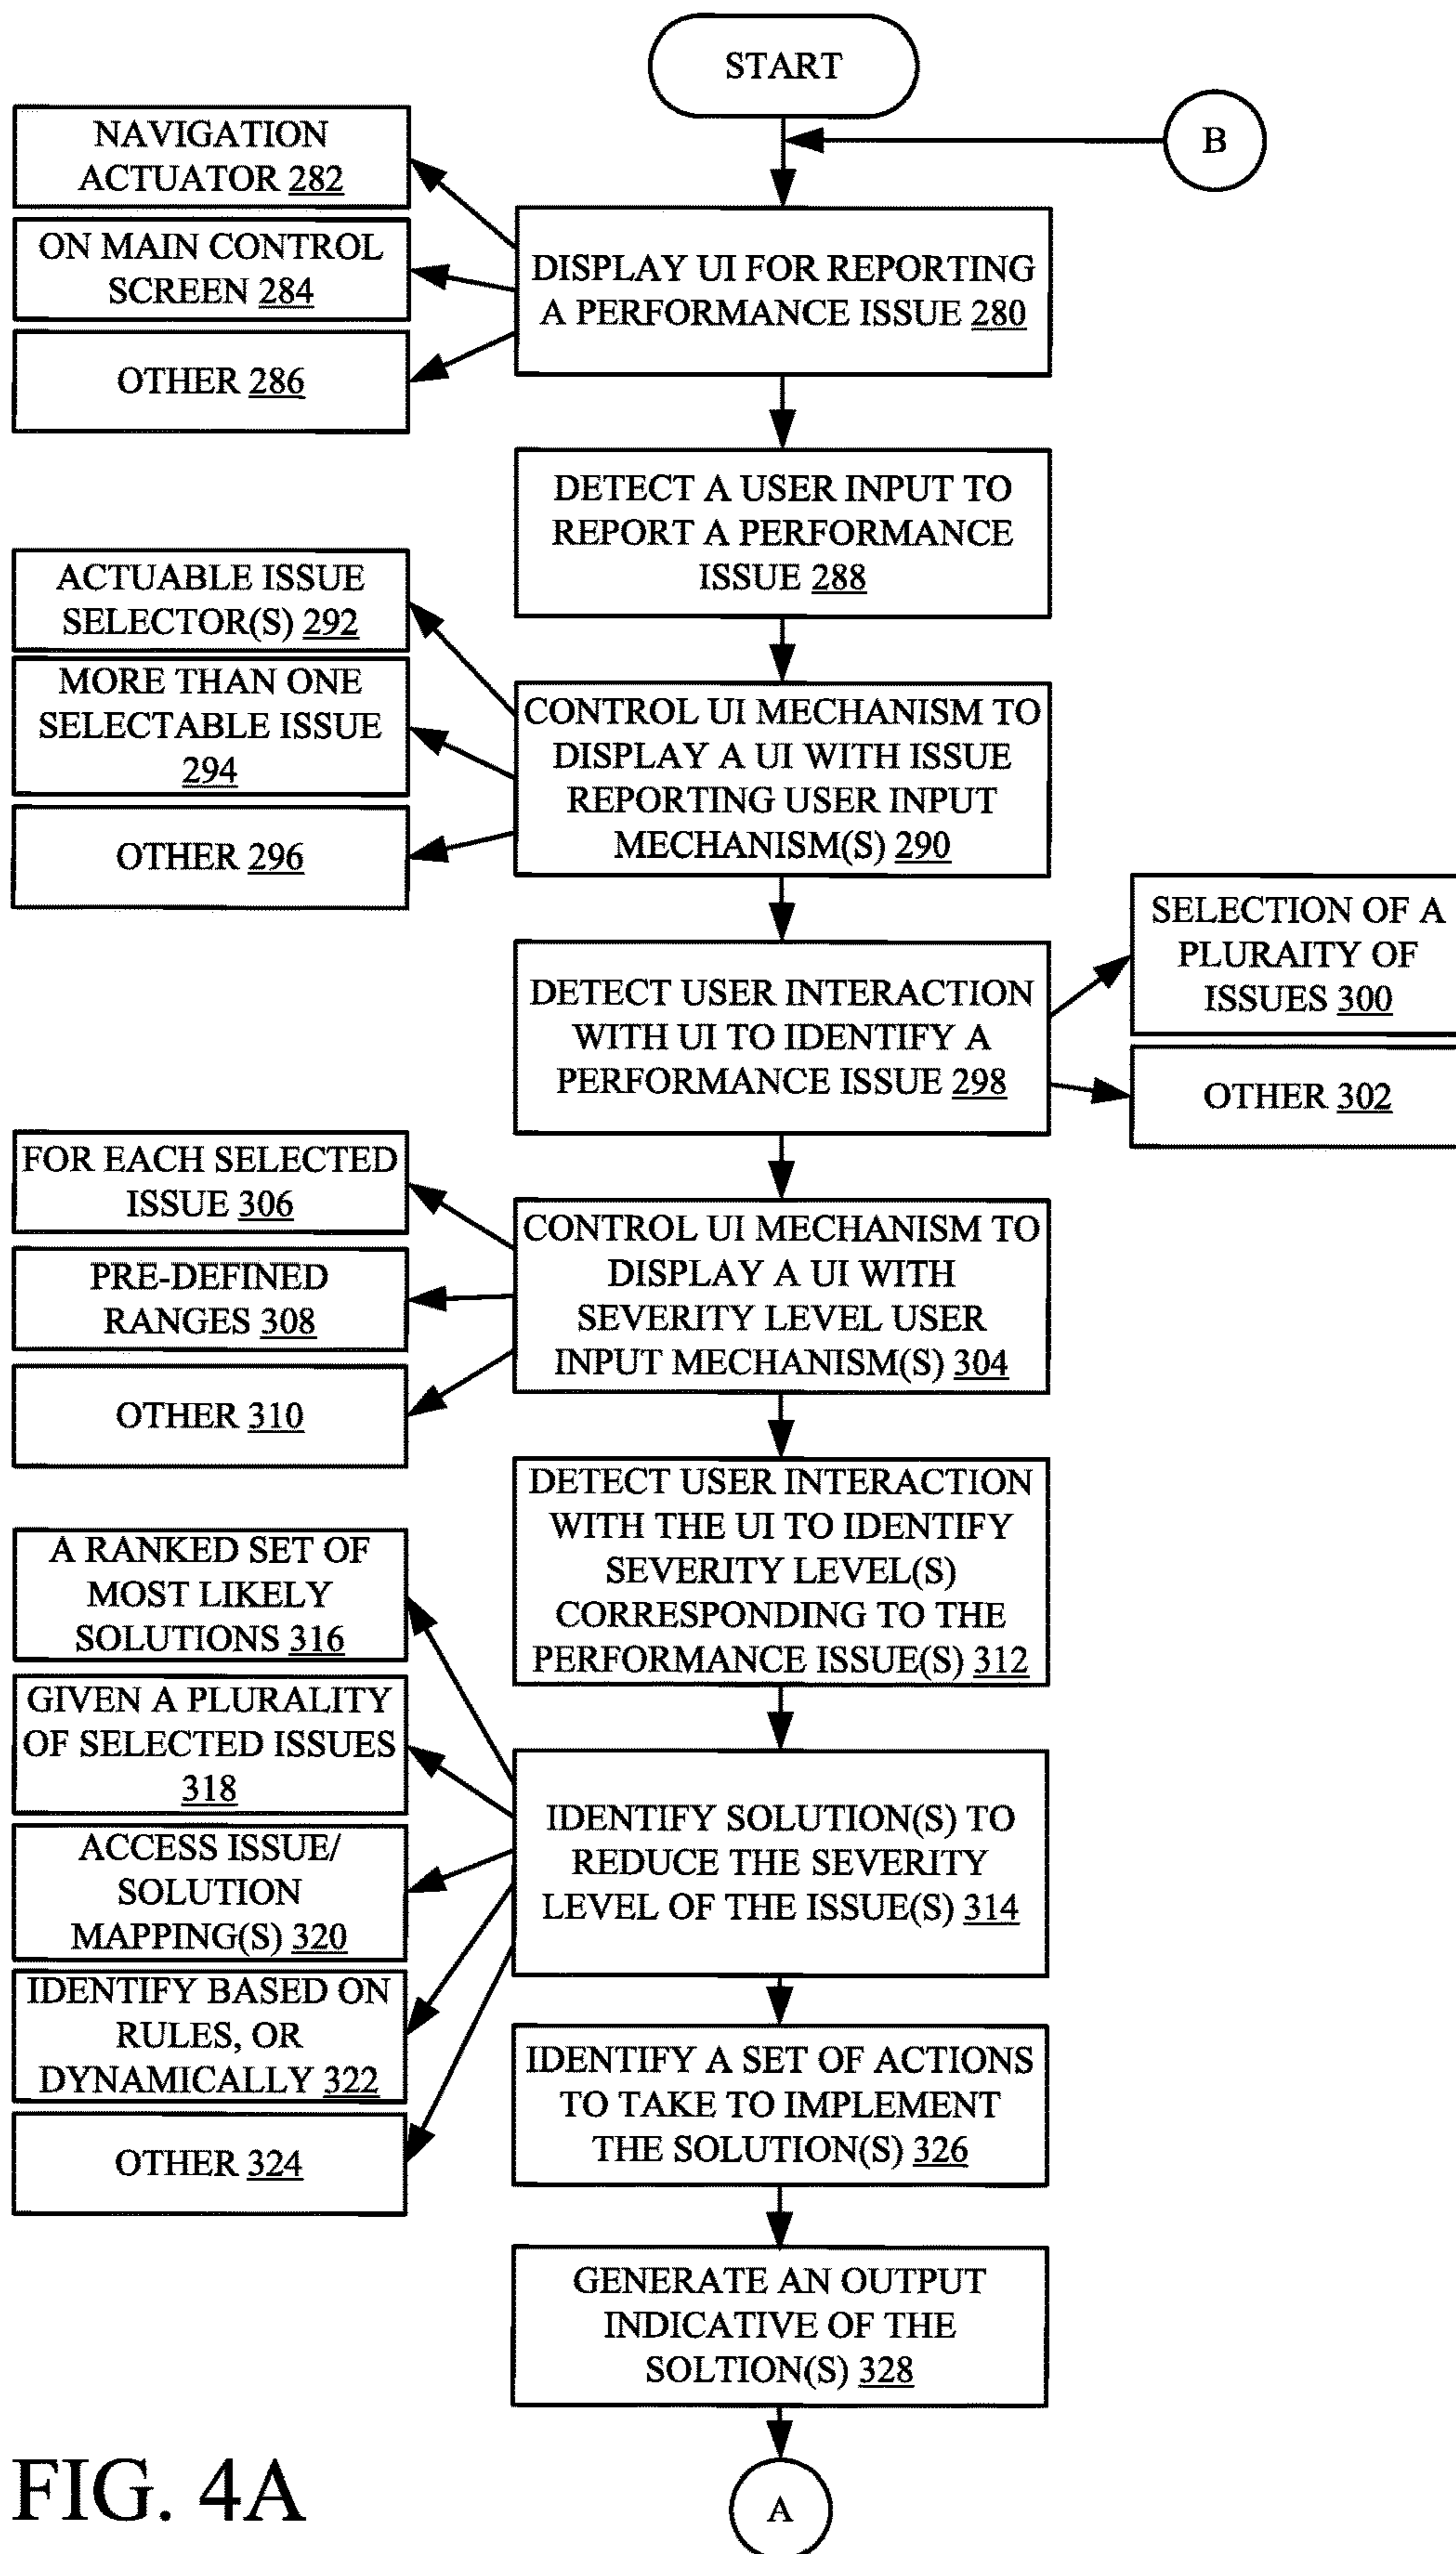 START
B
NAVIGATION
ACTUATOR 282
ON MAIN CONTROL
SCREEN 284
OTHER 286
DISPLAY UI FOR REPORTING
A PERFORMANCE ISSUE 280
DETECT A USER INPUT TO
REPORT A PERFORMANCE
ISSUE 288
ACTUABLE ISSUE
SELECTOR(S) 292
MORE THAN ONE
SELECTABLE ISSUE
294
OTHER 296
CONTROL UI MECHANISM TO
DISPLAY A UI WITH ISSUE
REPORTING USER INPUT
MECHANISM(S) 290
DETECT USER INTERACTION
WITH UI TO IDENTIFY A
PERFORMANCE ISSUE 298
SELECTION OF A
PLURAITY OF
ISSUES 300
OTHER 302
FOR EACH SELECTED
ISSUE 306
PRE-DEFINED
RANGES 308
OTHER 310
CONTROL UI MECHANISM TO
DISPLAY A UI WITH
SEVERITY LEVEL USER
INPUT MECHANISM(S) 304
DETECT USER INTERACTION
WITH THE UI TO IDENTIFY
SEVERITY LEVEL(S)
CORRESPONDING TO THE
PERFORMANCE ISSUE(S) 312
A RANKED SET OF
MOST LIKELY
SOLUTIONS 316
GIVEN A PLURALITY
OF SELECTED ISSUES
318
ACCESS ISSUE/
SOLUTION
MAPPING(S) 320
IDENTIFY BASED ON
RULES, OR
DYNAMICALLY 322
OTHER 324
IDENTIFY SOLUTION(S) TO
REDUCE THE SEVERITY
LEVEL OF THE ISSUE(S) 314
IDENTIFY A SET OF ACTIONS
TO TAKE TO IMPLEMENT
THE SOLUTION(S) 326
GENERATE AN OUTPUT
INDICATIVE OF THE
SOLTION(S) 328
A
FIG. 4A